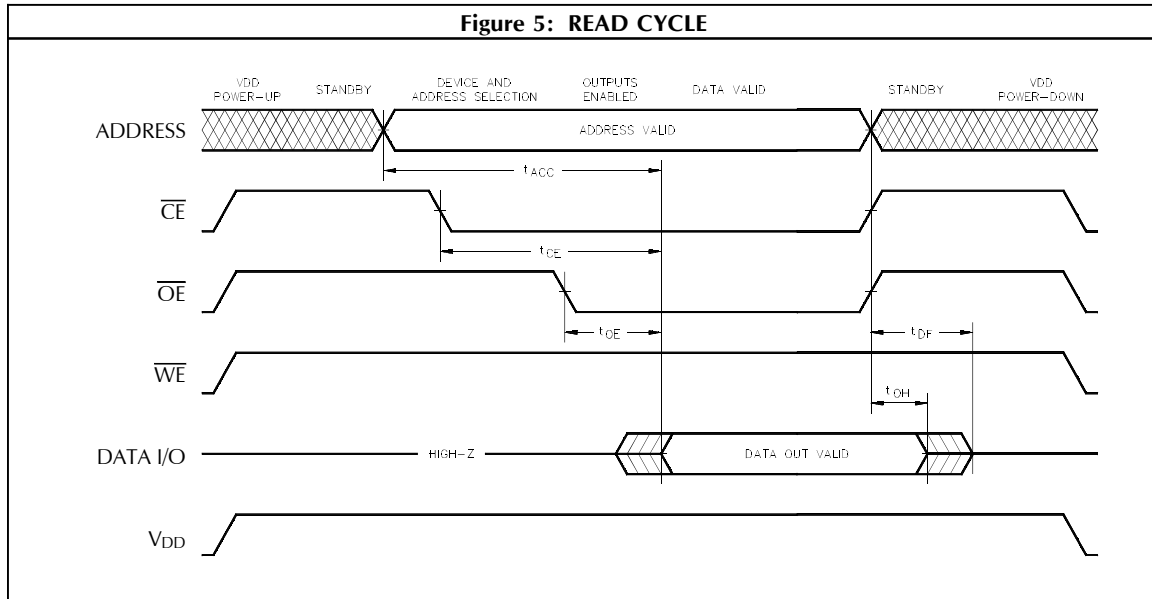 Figure 5: READ CYCLE
VDD POWER-UP
STANDBY
DEVICE AND ADDRESS SELECTION
OUTPUTS ENABLED
DATA VALID
STANDBY
VDD POWER-DOWN
ADDRESS
ADDRESS VALID
tACC
CE
tCE
OE
tOE
tDF
WE
tOH
DATA I/O
HIGH-Z
DATA OUT VALID
VDD